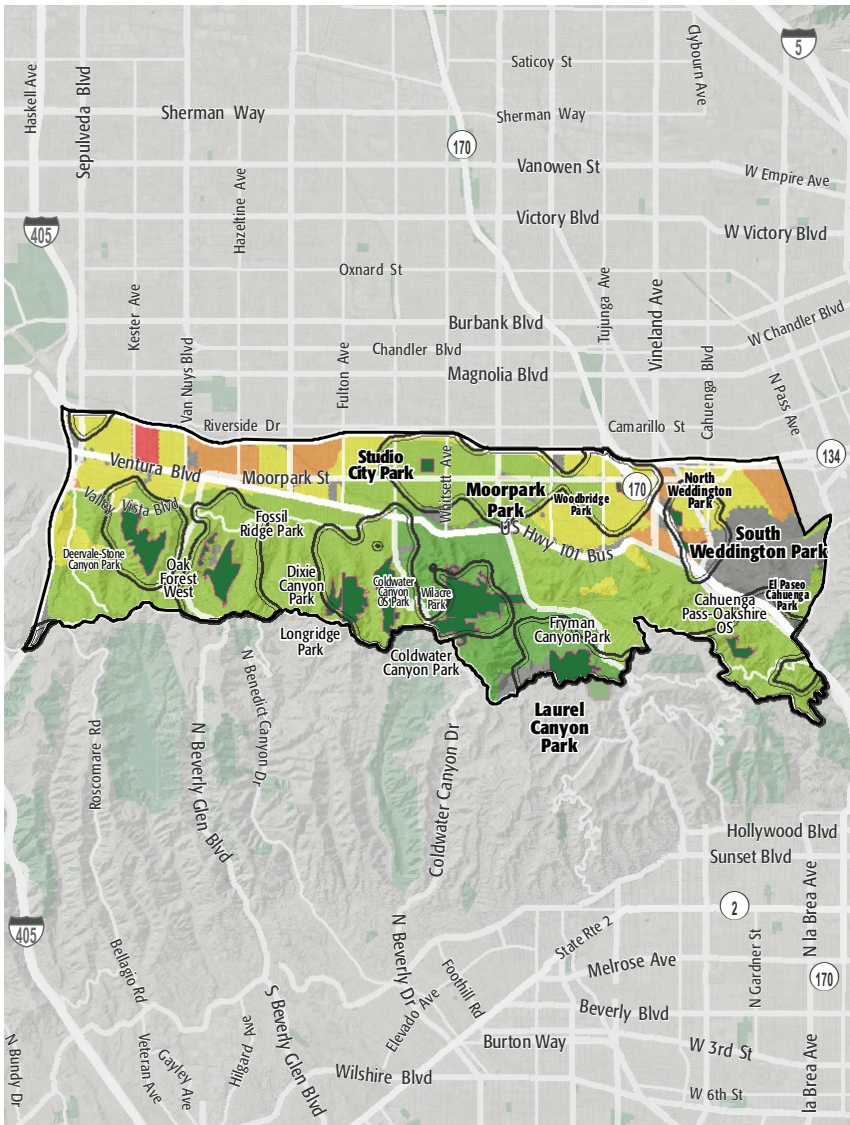 5
Haskell Ave
Sepulveda Blvd
Saticoy St
Clybourn Ave
Sherman Way
Sherman Way
170
Vanowen St
W Empire Ave
Hazeltine Ave
Victory Blvd
W Victory Blvd
405
Oxnard St
Kester Ave
Tujunga Ave
Vineland Ave
Burbank Blvd
W Chandler Blvd
Chandler Blvd
Van Nuys Blvd
Fulton Ave
Magnolia Blvd
Cahuenga Blvd
N Pass Ave
Riverside Dr
Camarillo St
134
Ventura Blvd
Moorpark St
Studio
City Park
Whitsett Ave
Moorpark
Park
Woodbridge
Park
170
North
Weddington
Park
Valley Vista Blvd
Fossil
Ridge Park
US Hwy 101 Bus
South
Weddington Park
Deervale-Stone
Canyon Park
Oak
Forest
West
Dixie
Canyon
Park
Coldwater
Canyon
OS Park
Wilacre
Park
El Paseo
Cahuenga
Park
Cahuenga
Pass-Oakshire
OS
Longridge
Park
Fryman
Canyon Park
Coldwater
Canyon Park
Laurel
Canyon
Park
N Benedict Canyon Dr
Roscomare Rd
N Beverly Glen Blvd
Coldwater Canyon Dr
Hollywood Blvd
Sunset Blvd
N la Brea Ave
2
405
State Rte 2
N Beverly Dr
Bellagio Rd
Foothill Rd
Melrose Ave
N Gardner St
170
Elevado Ave
Beverly Blvd
S Beverly Glen Blvd
Hilgard Ave
Burton Way
W 3rd St
N Bundy Dr
Veteran Ave
Gayley Ave
Wilshire Blvd
la Brea Ave
W 6th St